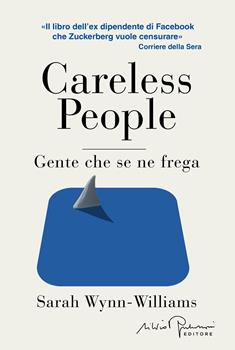 «Il libro dell'ex dipendente di Facebook
che Zuckerberg vuole censurare»
Corriere della Sera
Careless
People
Gente che se ne frega
Sarah Wynn-Williams
EDITORE